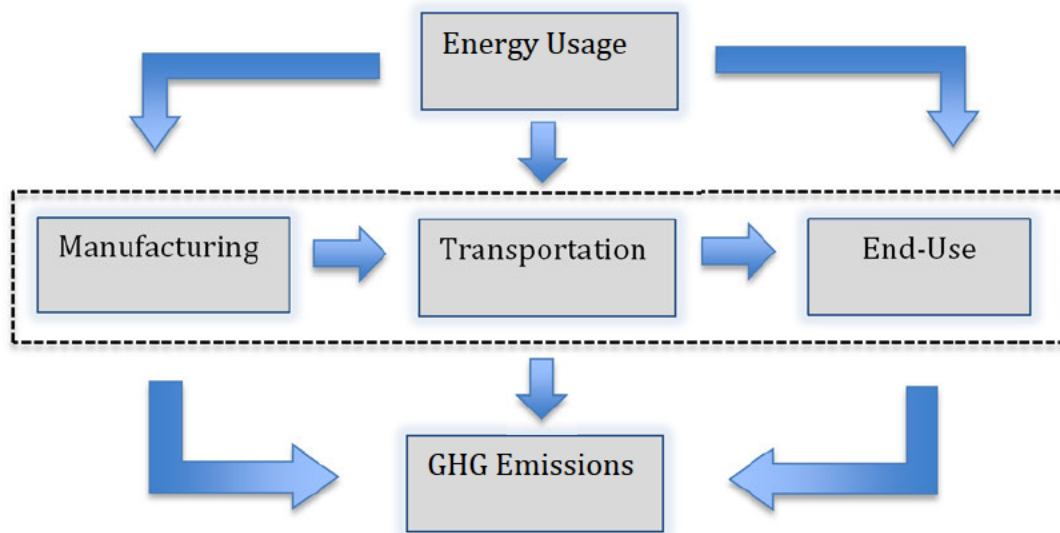 Energy Usage
Manufacturing
Transportation
End-Use
GHG Emissions